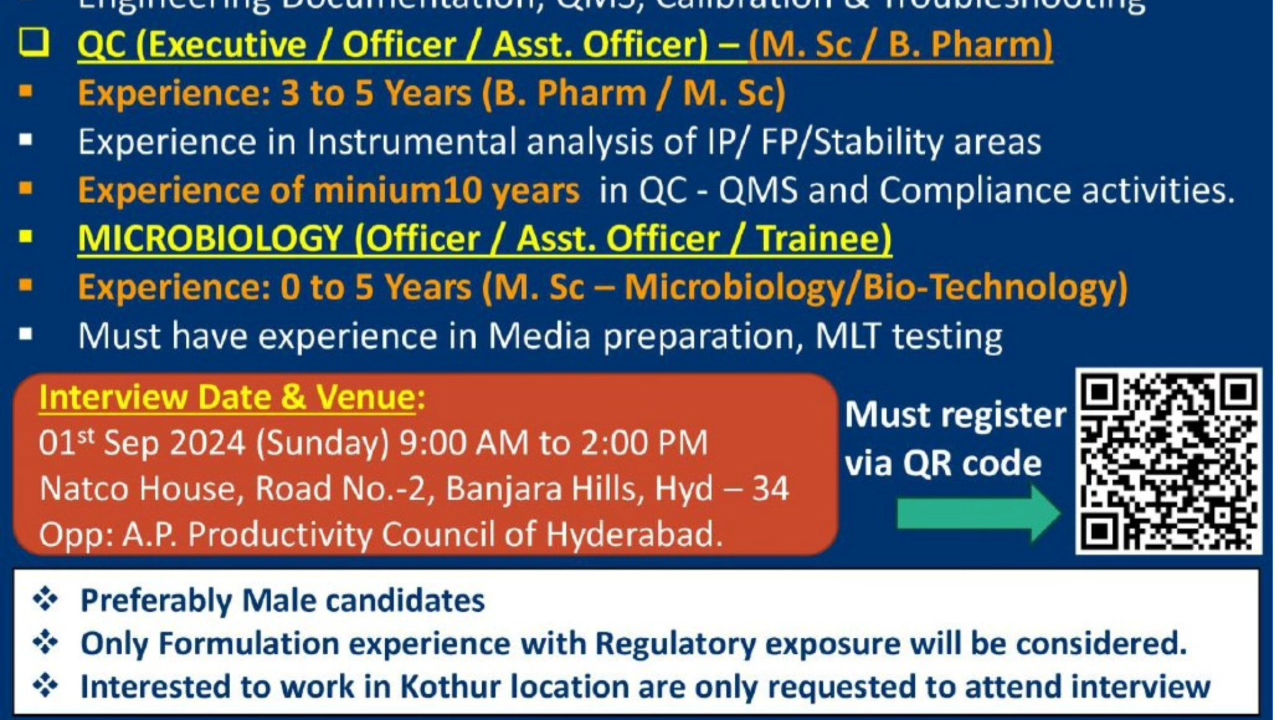 Engineering Documentation, QMS, Calibration & Troubleshooting
QC (Executive / Officer / Asst. Officer) – (M. Sc / B. Pharm)
Experience: 3 to 5 Years (B. Pharm / M. Sc)
Experience in Instrumental analysis of IP/ FP/Stability areas
Experience of minium10 years in QC - QMS and Compliance activities.
MICROBIOLOGY (Officer / Asst. Officer / Trainee)
Experience: 0 to 5 Years (M. Sc – Microbiology/Bio-Technology)
Must have experience in Media preparation, MLT testing
Interview Date & Venue:
01st Sep 2024 (Sunday) 9:00 AM to 2:00 PM
Natco House, Road No.-2, Banjara Hills, Hyd – 34
Opp: A.P. Productivity Council of Hyderabad.
Must register
via QR code
Preferably Male candidates
Only Formulation experience with Regulatory exposure will be considered.
Interested to work in Kothur location are only requested to attend interview